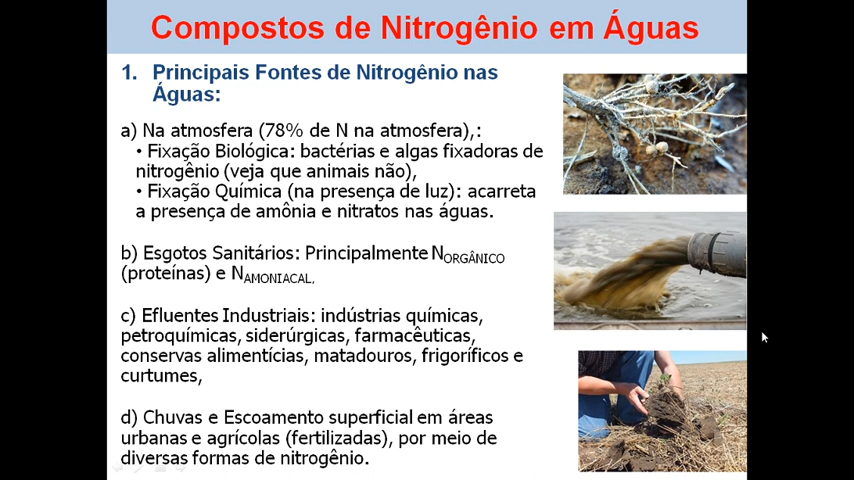 Compostos de Nitrogênio em Águas
1. Principais Fontes de Nitrogênio nas
Águas:
a) Na atmosfera (78% de N na atmosfera),:
• Fixação Biológica: bactérias e algas fixadoras de
nitrogênio (veja que animais não),
• Fixação Química (na presença de luz): acarreta
a presença de amônia e nitratos nas águas.
b) Esgotos Sanitários: Principalmente NORGÂNICO
(proteínas) e NAMONIACAL,
c) Efluentes Industriais: indústrias químicas,
petroquímicas, siderúrgicas, farmacêuticas,
conservas alimentícias, matadouros, frigoríficos e
curtumes,
d) Chuvas e Escoamento superficial em áreas
urbanas e agrícolas (fertilizadas), por meio de
diversas formas de nitrogênio.